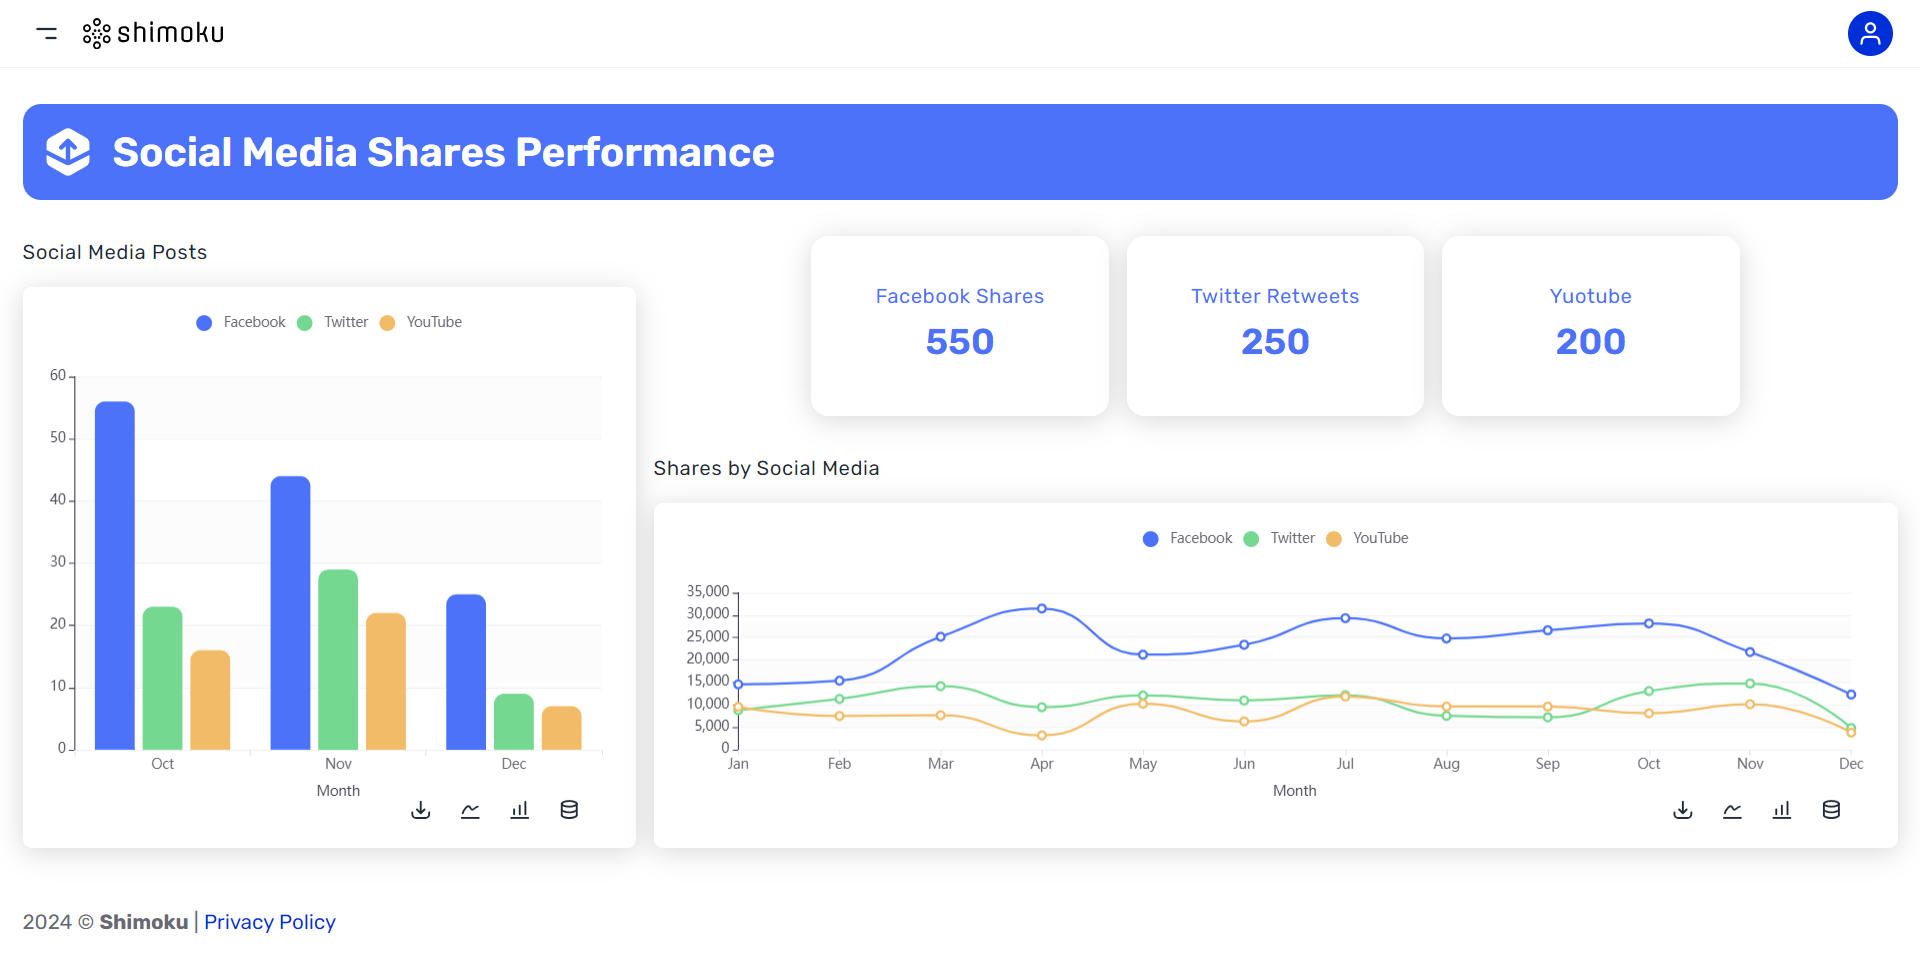 shimoku
Social Media Shares Performance
Social Media Posts
Facebook Twitter YouTube
60
50
40
30
20
10
0
Oct Nov Dec
Month
Facebook Shares
550
Twitter Retweets
250
Yuotube
200
Shares by Social Media
Facebook Twitter YouTube
35,000
30,000
25,000
20,000
15,000
10,000
5,000
0
Jan Feb Mar Apr May Jun Jul Aug Sep Oct Nov Dec
Month
2024 © Shimoku | Privacy Policy